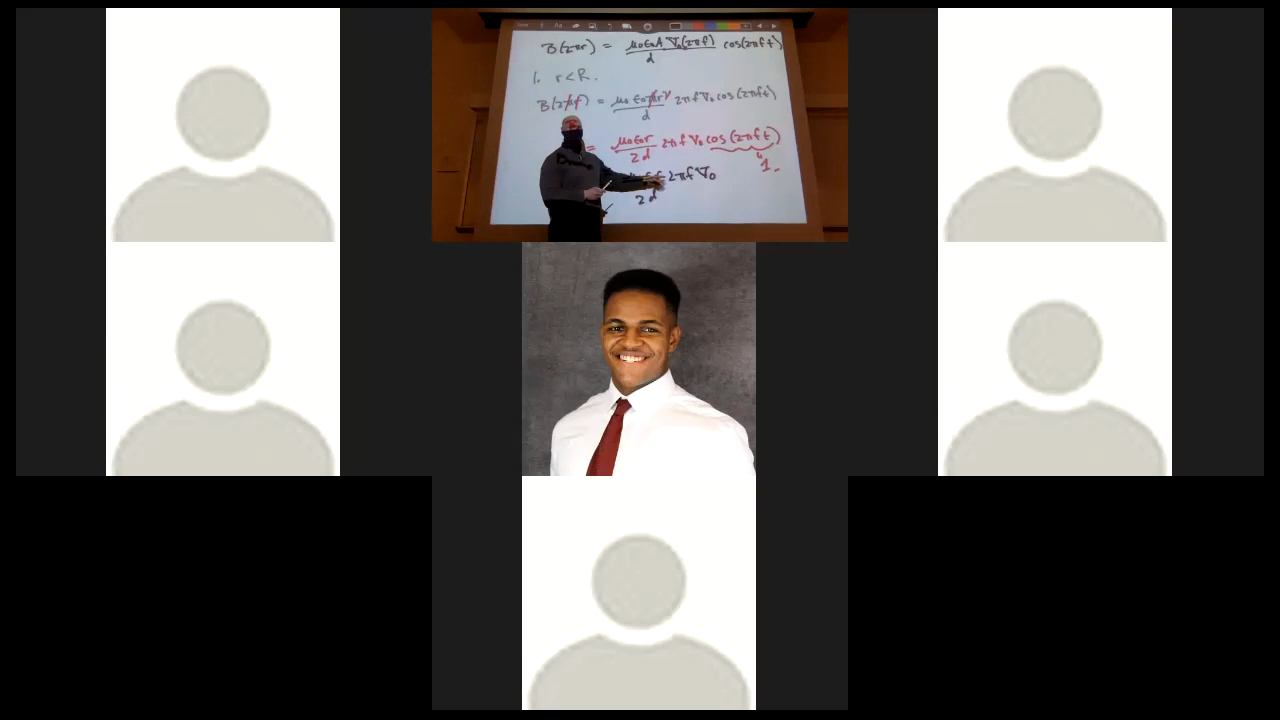 B(2πr) = μ₀ε₀A V₀(2πf) / d cos(2πft)
1. r<R.
B(2πr) = μ₀ε₀πr² / d 2πf V₀ cos(2πft)
= μ₀ε₀r / 2d 2πf V₀ cos(2πft)
1.
2πf V₀
2d